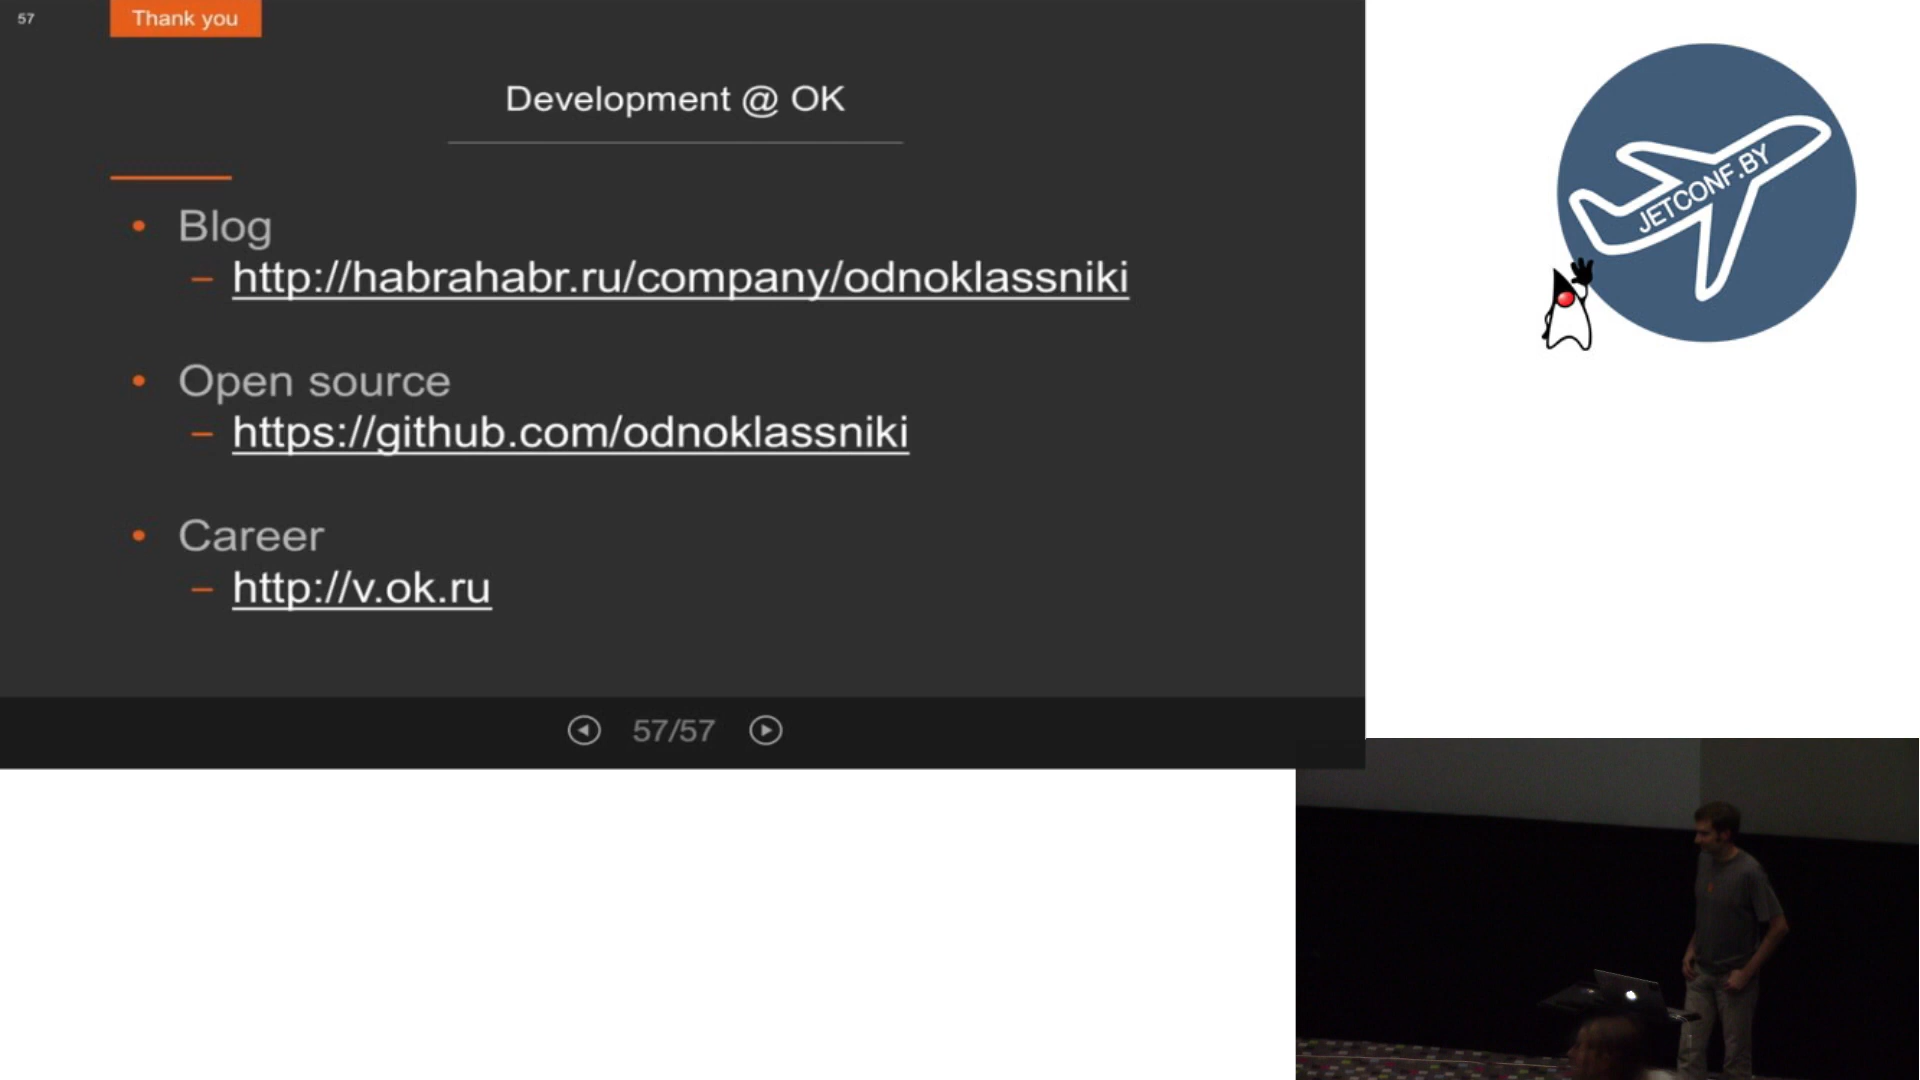 57
Thank you
Development @ OK
Blog
http://habrahabr.ru/company/odnoklassniki
Open source
https://github.com/odnoklassniki
Career
http://v.ok.ru
57/57
JETCONF.BY